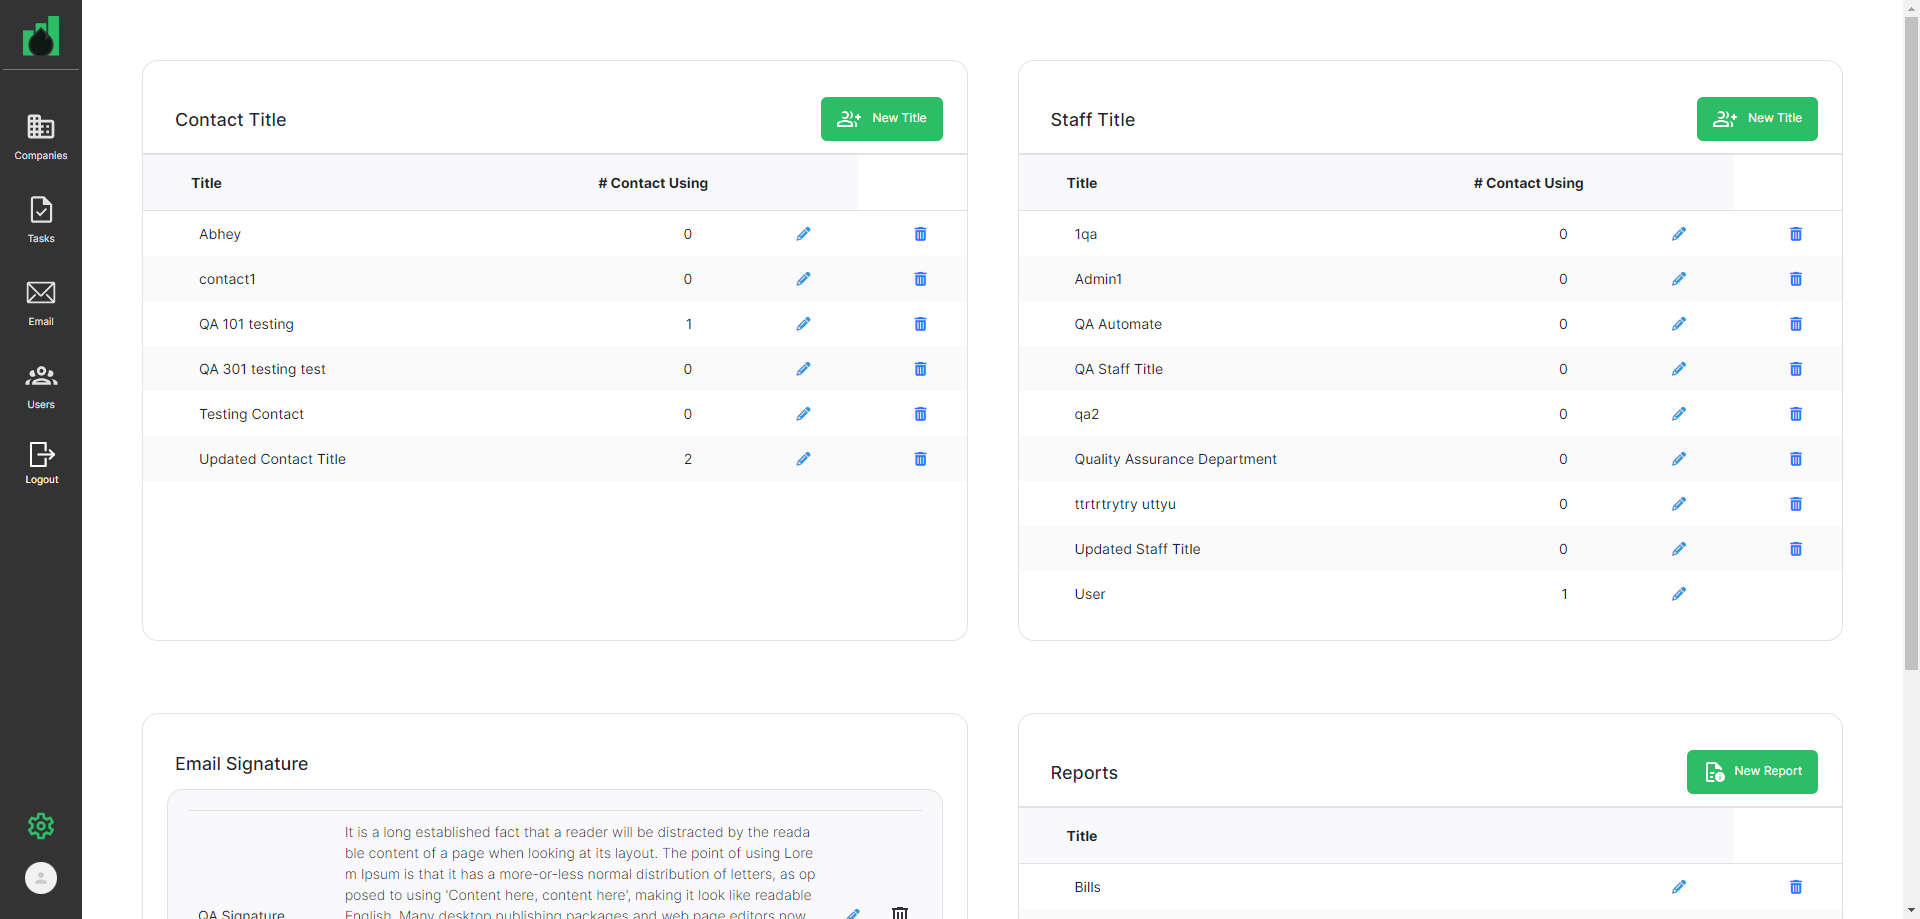 Companies
Tasks
Email
Users
Logout
Contact Title
New Title
Title # Contact Using
Abhey 0
contact1 0
QA 101 testing 1
QA 301 testing test 0
Testing Contact 0
Updated Contact Title 2
Staff Title
New Title
Title # Contact Using
1qa 0
Admin1 0
QA Automate 0
QA Staff Title 0
qa2 0
Quality Assurance Department 0
ttrtrtrytry uttyu 0
Updated Staff Title 0
User 1
Email Signature
It is a long established fact that a reader will be distracted by the reada
ble content of a page when looking at its layout. The point of using Lore
m Ipsum is that it has a more-or-less normal distribution of letters, as op
posed to using 'Content here, content here', making it look like readable
English. Many desktop publishing packages and web page editors now
QA Signature
Reports
New Report
Title
Bills